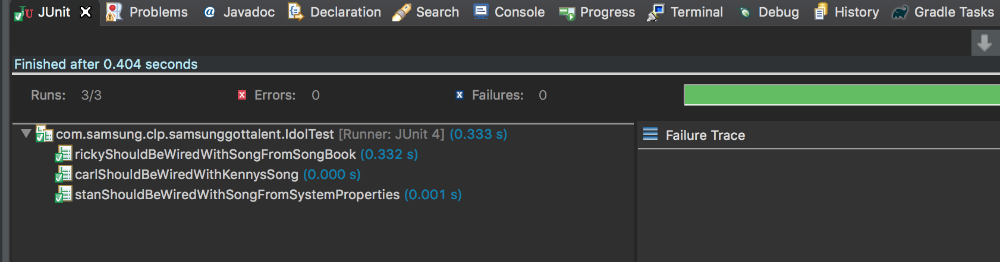 JUnit Problems @ Javadoc Declaration Search Console Progress Terminal Debug History Gradle Tasks
Finished after 0.404 seconds
Runs: 3/3 Errors: 0 Failures: 0
com.samsung.clp.samsunggottalent.IdolTest [Runner: JUnit 4] (0.333 s)
Failure Trace
rickyShouldBeWiredWithSongFromSongBook (0.332 s)
carlShouldBeWiredWithKennysSong (0.000 s)
stanShouldBeWiredWithSongFromSystemProperties (0.001 s)